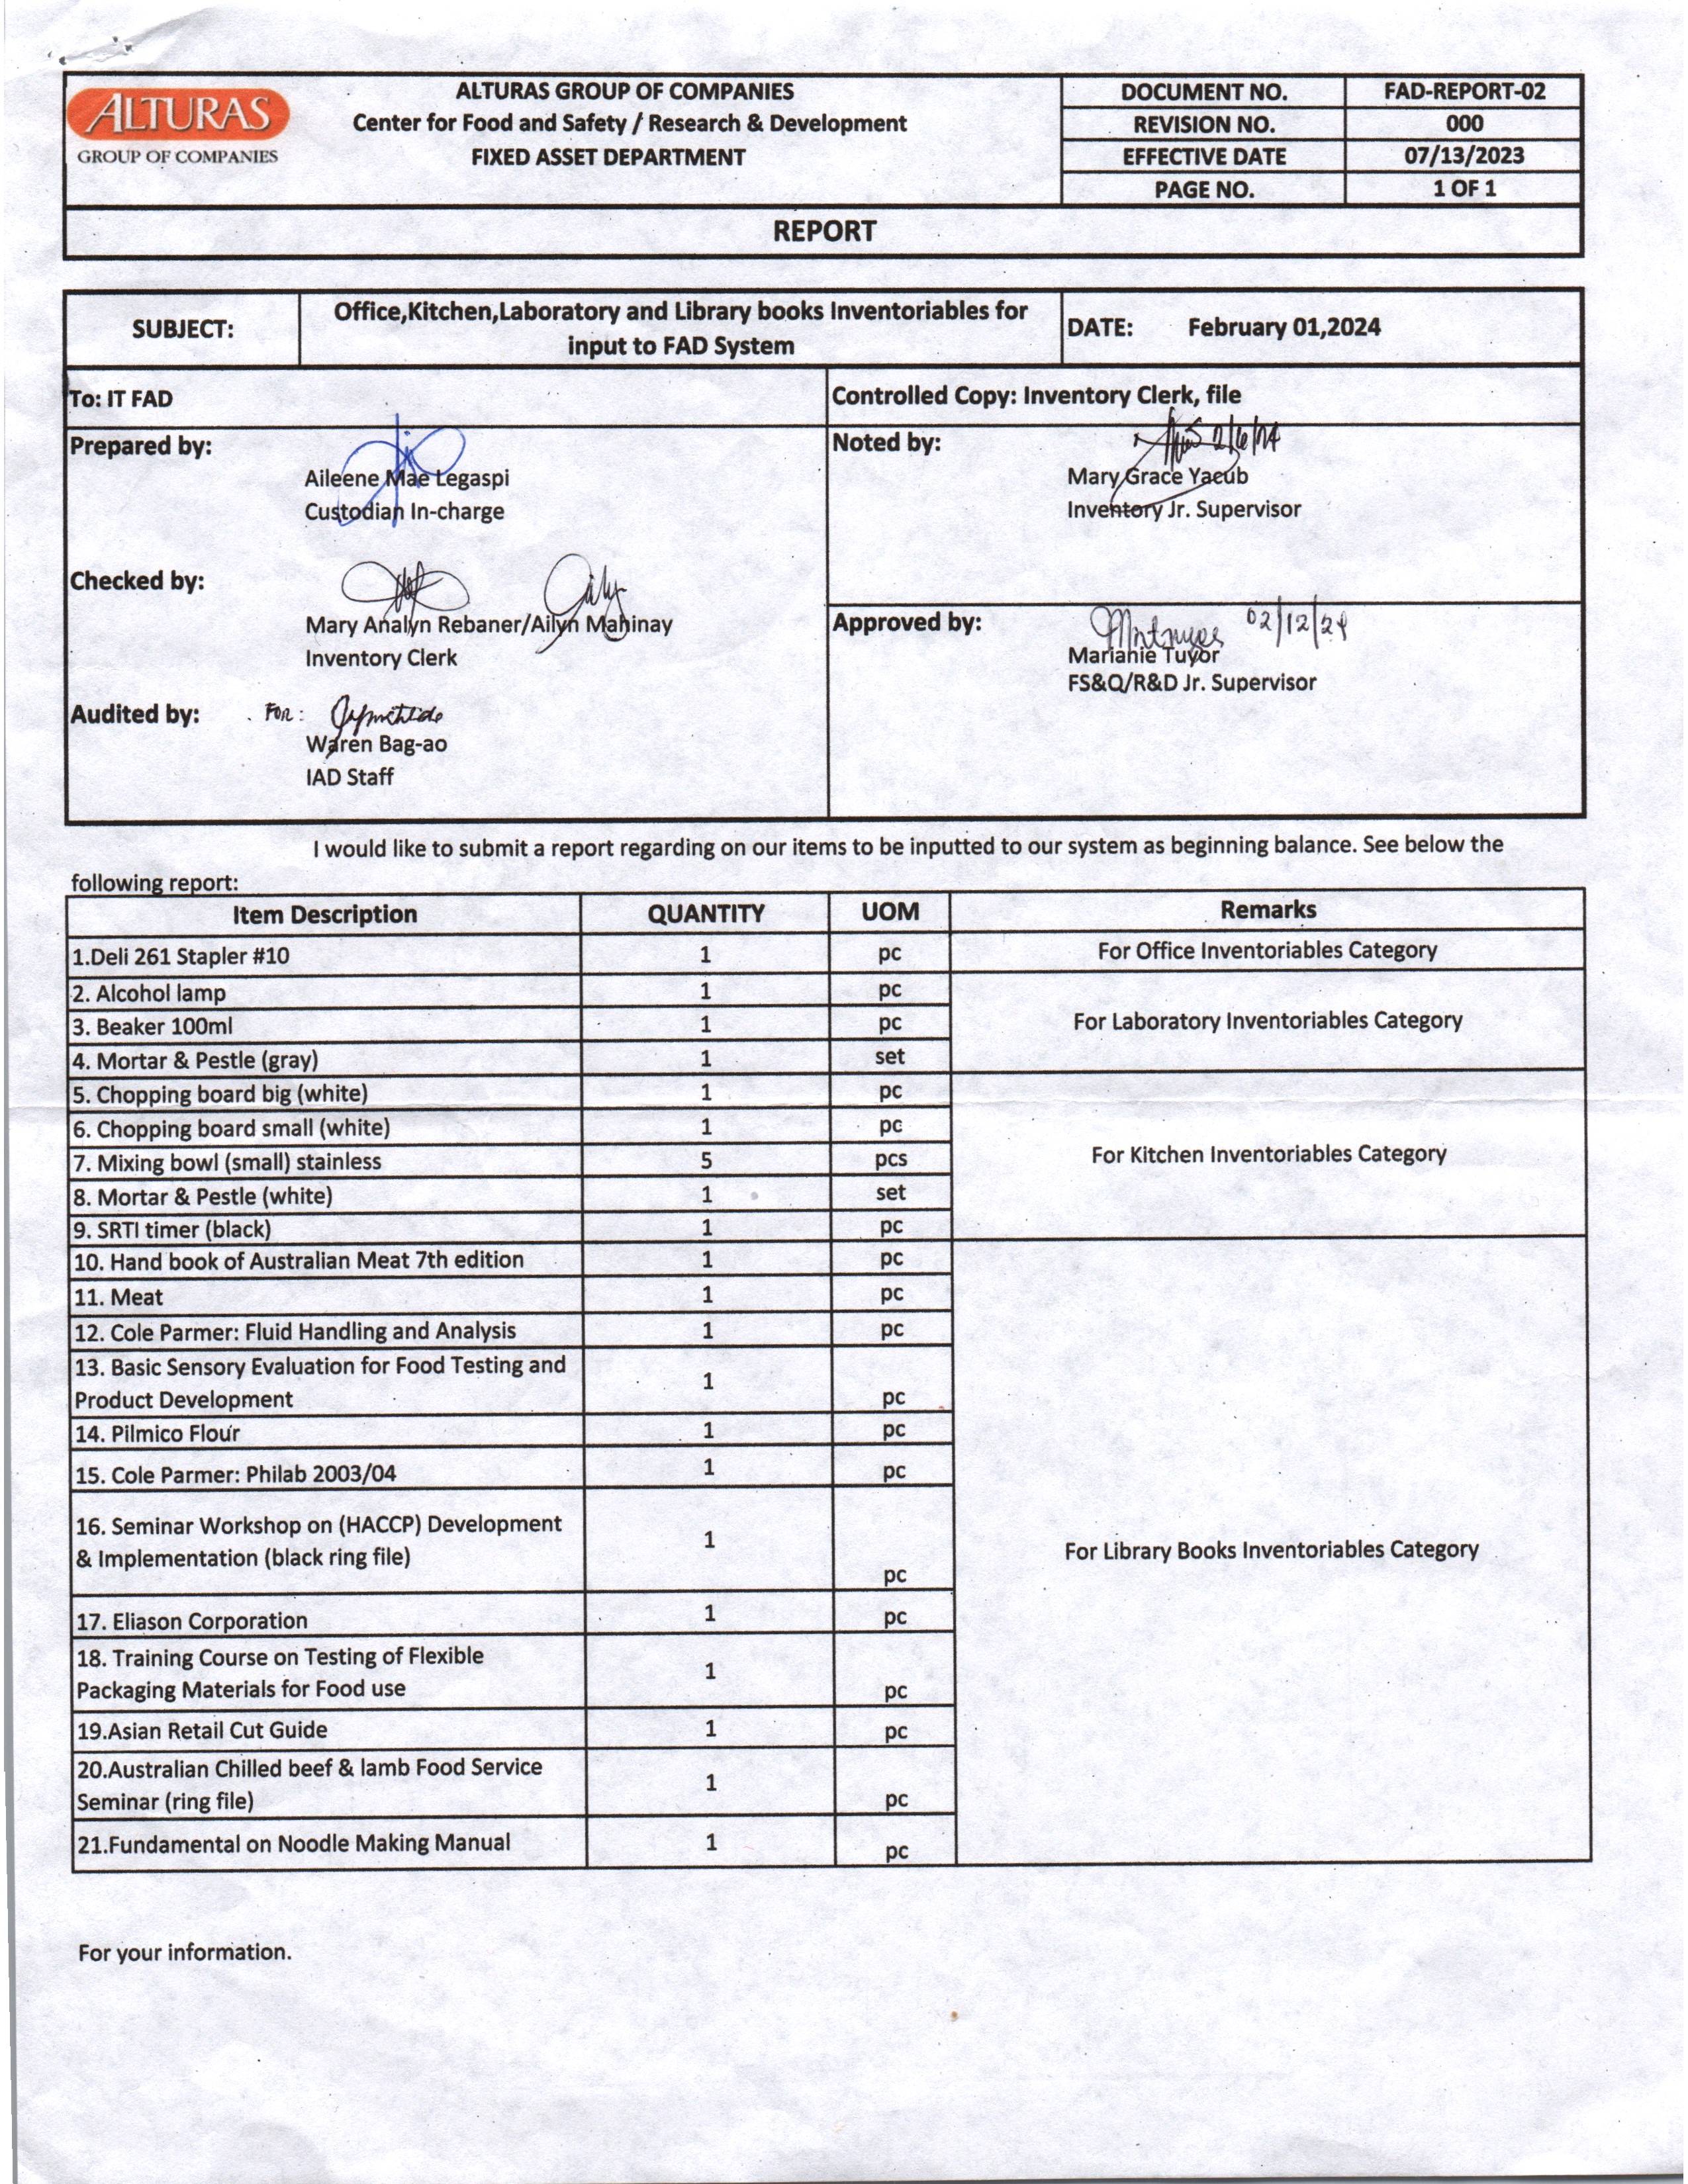 ALTURAS
GROUP OF COMPANIES
ALTURAS GROUP OF COMPANIES
Center for Food and Safety / Research & Development
FIXED ASSET DEPARTMENT
DOCUMENT NO. FAD-REPORT-02
REVISION NO. 000
EFFECTIVE DATE 07/13/2023
PAGE NO. 1 OF 1
REPORT
SUBJECT: Office,Kitchen,Laboratory and Library books Inventoriables for
input to FAD System
DATE: February 01,2024
To: IT FAD
Controlled Copy: Inventory Clerk, file
Prepared by:
Aileene Mae Legaspi
Custodian In-charge
Noted by: 2/6/24
Mary Grace Yacub
Inventory Jr. Supervisor
Checked by:
Mary Analyn Rebaner/Ailyn Mahinay
Inventory Clerk
Approved by: 02/12/24
Marianie Tuyor
FS&Q/R&D Jr. Supervisor
Audited by: FOR:
Waren Bag-ao
IAD Staff
I would like to submit a report regarding on our items to be inputted to our system as beginning balance. See below the
following report:
Item Description QUANTITY UOM Remarks
1.Deli 261 Stapler #10 1 pc For Office Inventoriables Category
2. Alcohol lamp 1 pc
3. Beaker 100ml 1 pc For Laboratory Inventoriables Category
4. Mortar & Pestle (gray) 1 set
5. Chopping board big (white) 1 pc
6. Chopping board small (white) 1 pc
7. Mixing bowl (small) stainless 5 pcs For Kitchen Inventoriables Category
8. Mortar & Pestle (white) 1 set
9. SRTI timer (black) 1 pc
10. Hand book of Australian Meat 7th edition 1 pc
11. Meat 1 pc
12. Cole Parmer: Fluid Handling and Analysis 1 pc
13. Basic Sensory Evaluation for Food Testing and
Product Development 1 pc
14. Pilmico Flour 1 pc
15. Cole Parmer: Philab 2003/04 1 pc
16. Seminar Workshop on (HACCP) Development
& Implementation (black ring file) 1 pc
For Library Books Inventoriables Category
17. Eliason Corporation 1 pc
18. Training Course on Testing of Flexible
Packaging Materials for Food use 1 pc
19.Asian Retail Cut Guide 1 pc
20.Australian Chilled beef & lamb Food Service
Seminar (ring file) 1 pc
21.Fundamental on Noodle Making Manual 1 pc
For your information.